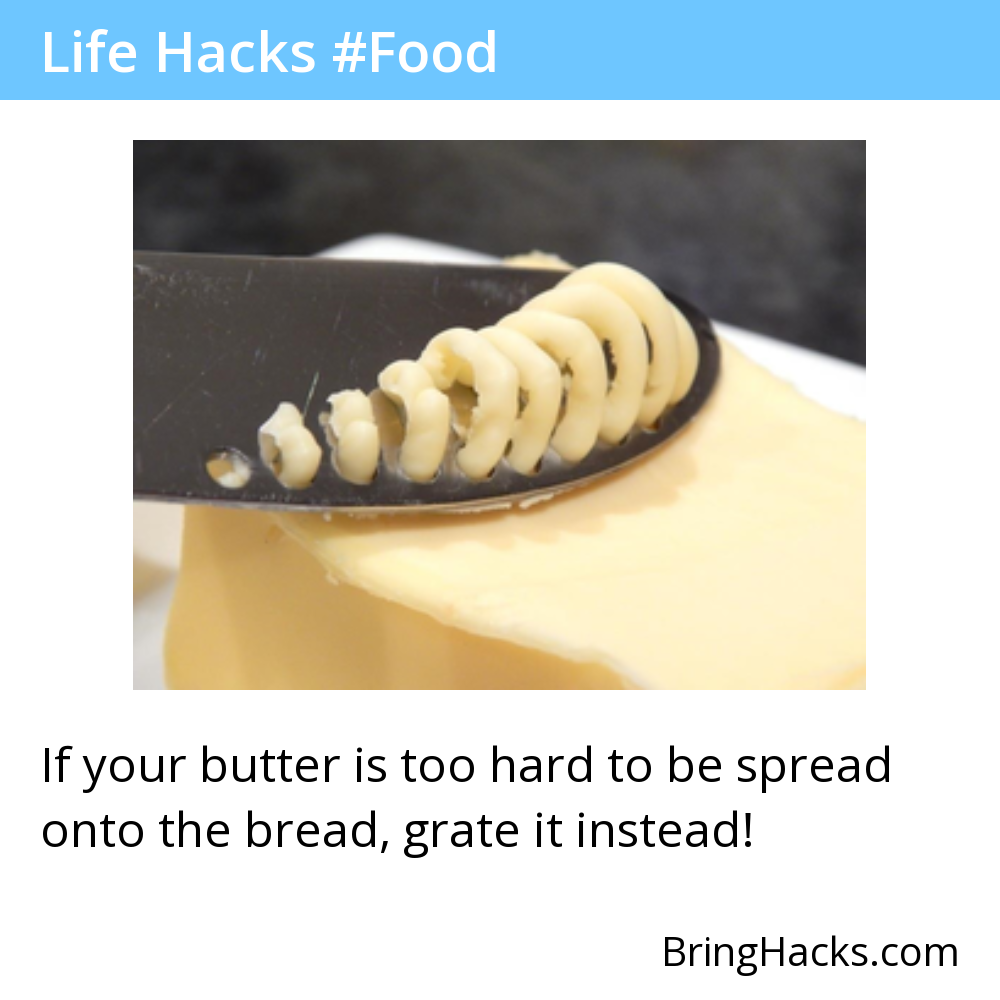 Life Hacks #Food
If your butter is too hard to be spread
onto the bread, grate it instead!
BringHacks.com